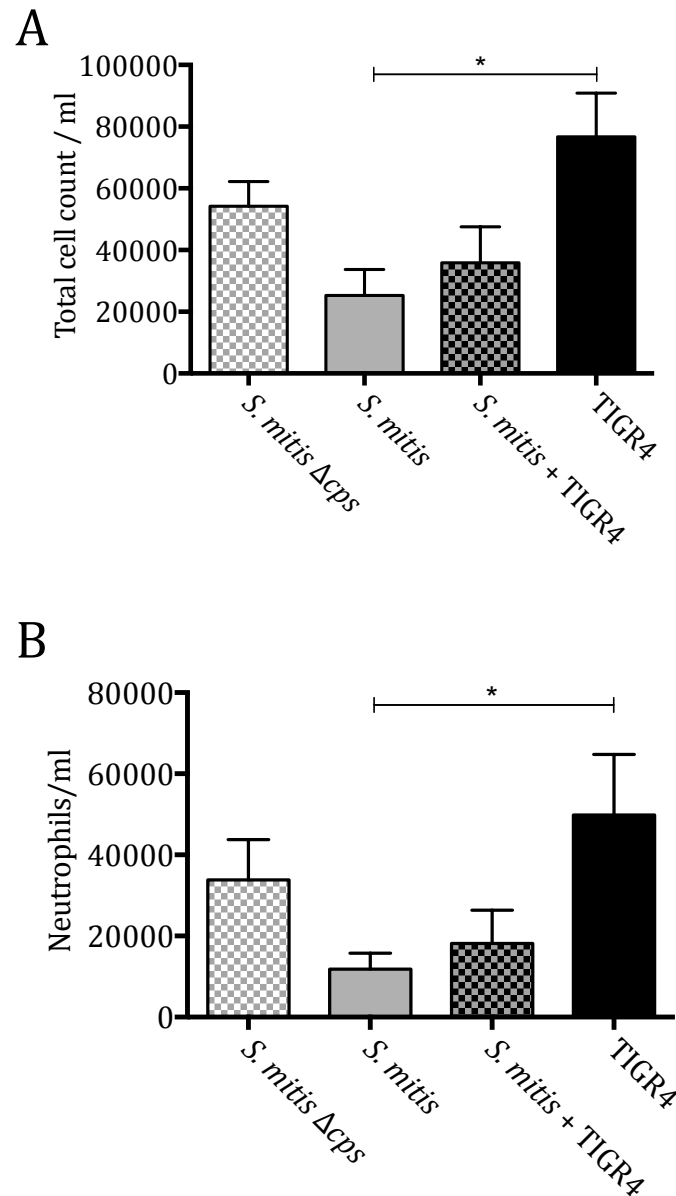 A
Total cell count / ml
100000
80000
60000
40000
20000
0
*
S. mitis Δcps
S. mitis
S. mitis + TIGR4
TIGR4
B
Neutrophils/ml
80000
60000
40000
20000
0
*
S. mitis Δcps
S. mitis
S. mitis + TIGR4
TIGR4